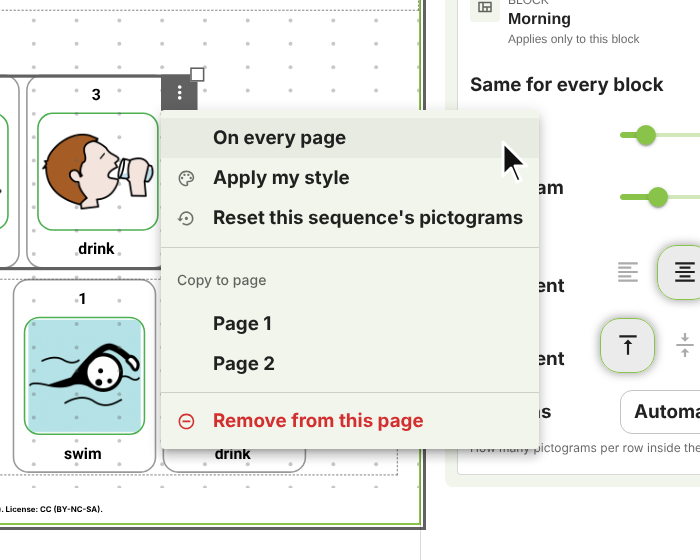 BLOCK
Morning
Applies only to this block
Same for every block
3
drink
On every page
Apply my style
Reset this sequence's pictograms
Copy to page
Page 1
Page 2
Remove from this page
1
swim
drink
License: CC (BY-NC-SA).
am
ent
ent
ns
Automa
How many pictograms per row inside the